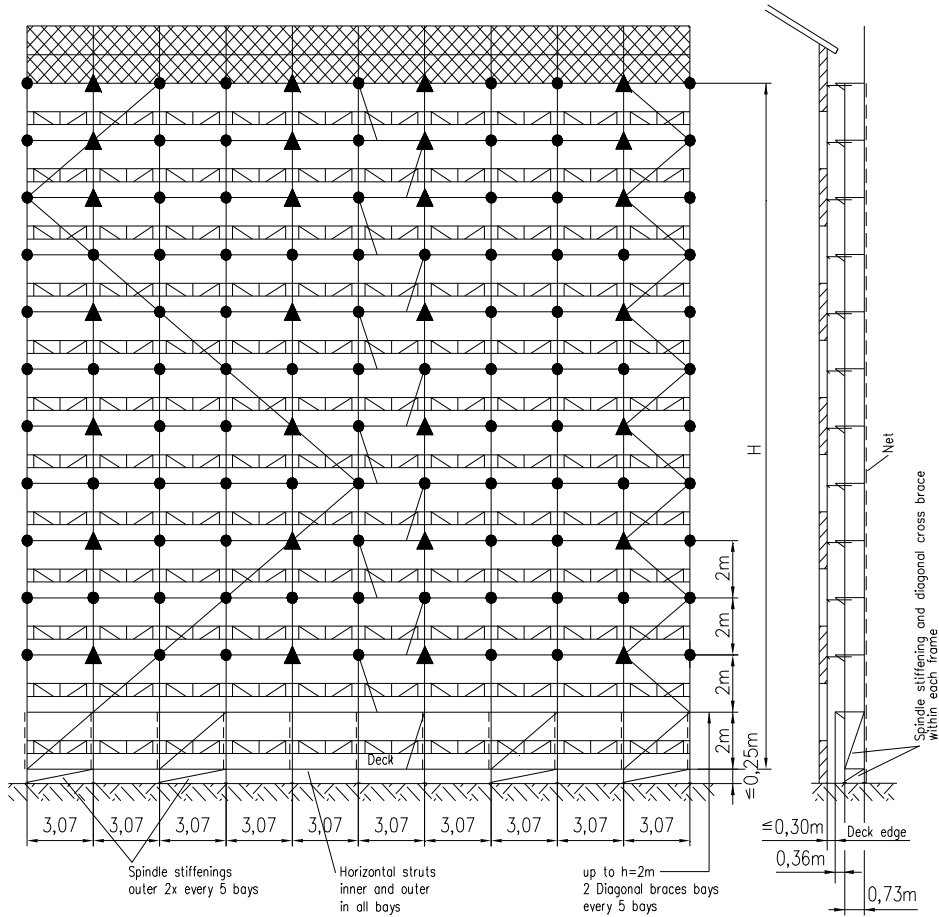 H
Net
Spindle stiffening and diagonal cross brace
within each frame
2m
2m
2m
2m
≤0,25m
Deck
3,07
3,07
3,07
3,07
3,07
3,07
3,07
3,07
3,07
3,07
≤0,30m
Deck edge
0,36m
0,73m
Spindle stiffenings
outer 2x every 5 bays
Horizontal struts
inner and outer
in all bays
up to h=2m
2 Diagonal braces bays
every 5 bays